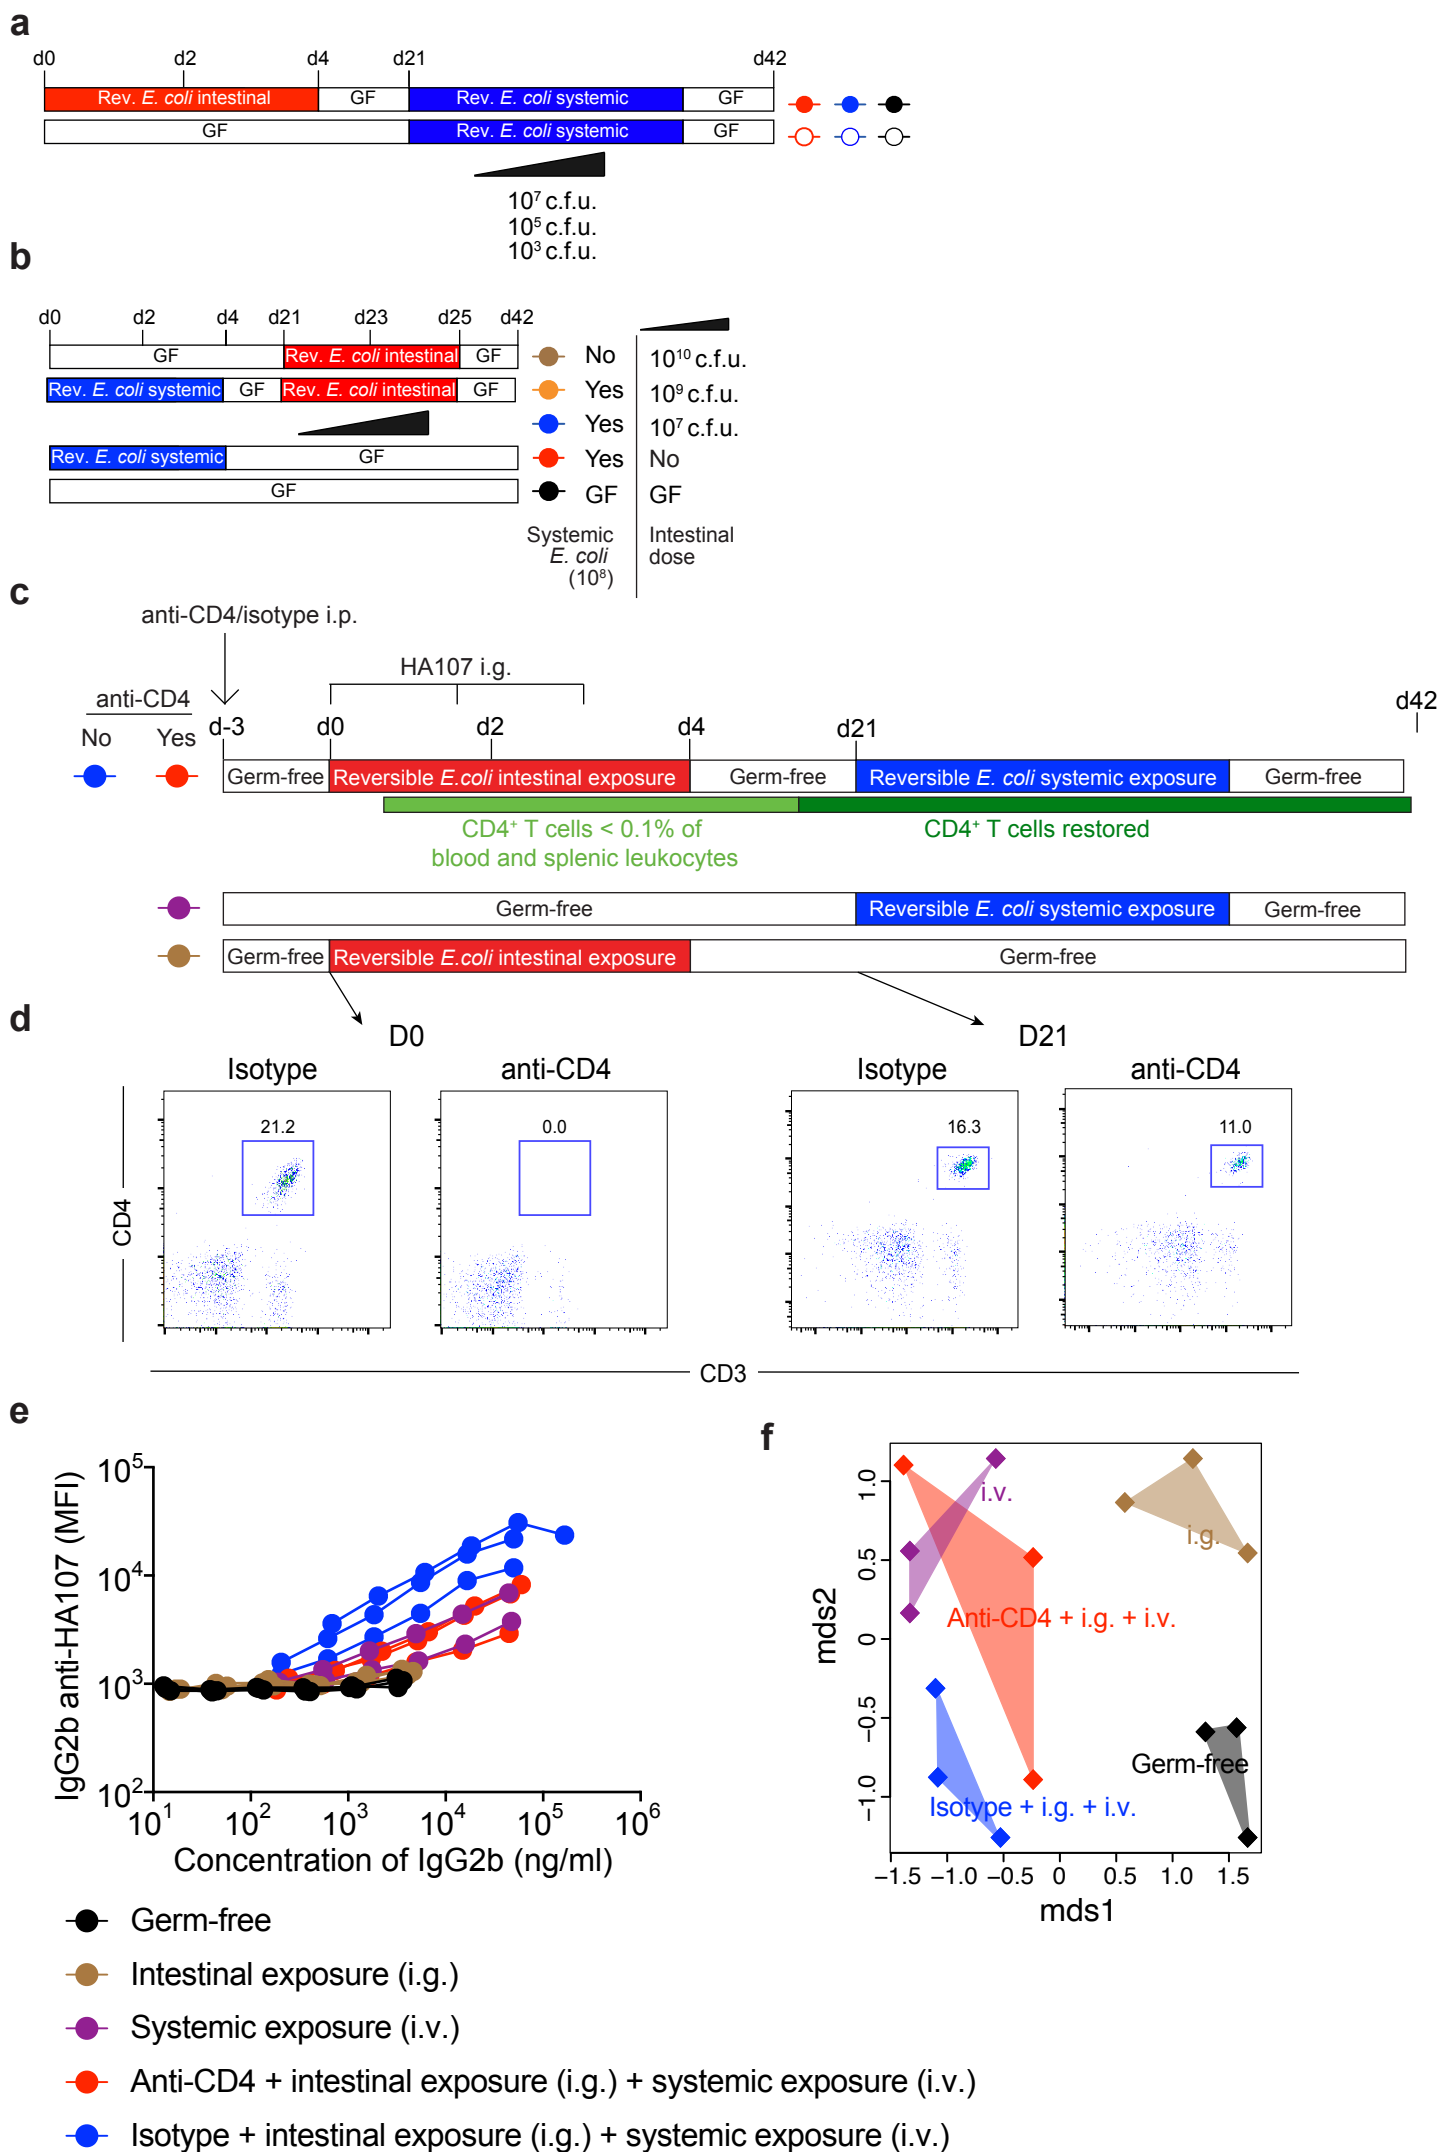 a
d0 d2 d4 d21 d42
Rev. E. coli intestinal GF Rev. E. coli systemic GF
GF Rev. E. coli systemic GF
10⁷ c.f.u.
10⁵ c.f.u.
10³ c.f.u.
b
d0 d2 d4 d21 d23 d25 d42
GF Rev. E. coli intestinal GF No 10¹⁰ c.f.u.
Rev. E. coli systemic GF Rev. E. coli intestinal GF Yes 10⁹ c.f.u.
Yes 10⁷ c.f.u.
Rev. E. coli systemic GF Yes No
GF GF GF
Systemic Intestinal
E. coli dose
(10⁸)
c
anti-CD4/isotype i.p.
HA107 i.g.
anti-CD4
No Yes
d-3 d0 d2 d4 d21 d42
Germ-free Reversible E.coli intestinal exposure Germ-free Reversible E. coli systemic exposure Germ-free
CD4⁺ T cells < 0.1% of CD4⁺ T cells restored
blood and splenic leukocytes
Germ-free Reversible E. coli systemic exposure Germ-free
Germ-free Reversible E.coli intestinal exposure Germ-free
d
D0 D21
Isotype anti-CD4 Isotype anti-CD4
21.2 0.0 16.3 11.0
CD4
CD3
e
IgG2b anti-HA107 (MFI)
10⁵
10⁴
10³
10²
10¹ 10² 10³ 10⁴ 10⁵ 10⁶
Concentration of IgG2b (ng/ml)
Germ-free
Intestinal exposure (i.g.)
Systemic exposure (i.v.)
Anti-CD4 + intestinal exposure (i.g.) + systemic exposure (i.v.)
Isotype + intestinal exposure (i.g.) + systemic exposure (i.v.)
f
mds2
1.0
0.5
0
−0.5
−1.0
i.v.
i.g.
Anti-CD4 + i.g. + i.v.
Germ-free
Isotype + i.g. + i.v.
−1.5 −1.0 −0.5 0 0.5 1.0 1.5
mds1